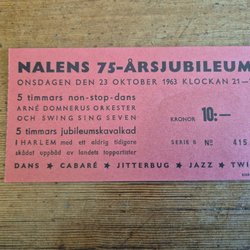 NALENS 75-ÅRSJUBILEUM
ONSDAGEN DEN 23 OKTOBER 1963 KLOCKAN 21—
5 timmars non-stop-dans
ARNE DOMNERUS ORKESTER
OCH SWING SING SEVEN
5 timmars jubileumskavalkad
I HARLEM med ett aldrig tidigare
skådat uppbåd av landets toppartister
KRONOR 10:—
SERIE B Nº 415
DANS ★ CABARÉ ★ JITTERBUG ★ JAZZ ★ TWI